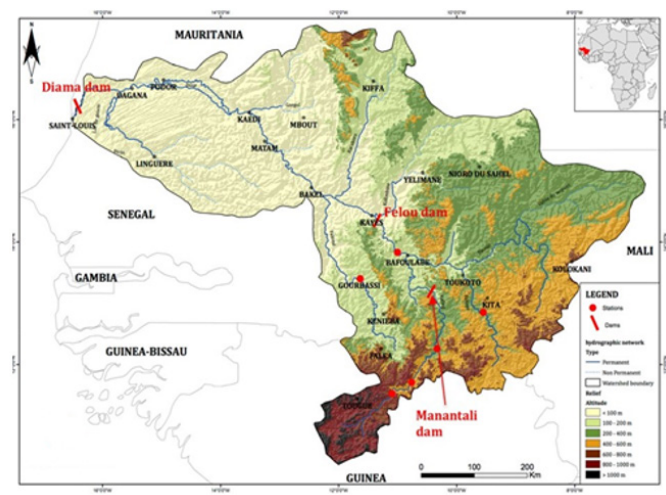 N
MAURITANIA
Diama dam
DAGANA
PODOR
SAINT-LOUIS
KIFFA
KAEDI
MBOUT
MATAM
LINGUERE
BAKEL
YELIMANE
NIORO DU SAHEL
SENEGAL
KAYES
Felou dam
MALI
BAFOULABE
GAMBIA
GOURBASSI
TOUKOTO
KOLOKANI
KITA
KENIEBA
GUINEA-BISSAU
Manantali
dam
GUINEA
0
100
200
Km
LEGEND
Stations
Dams
hydrographic network
Type
Permanent
Non Permanent
Watershed boundary
Relief
Altitude
100 - 200 m
200 - 400 m
400 - 600 m
600 - 800 m
800 - 1000 m
> 1000 m